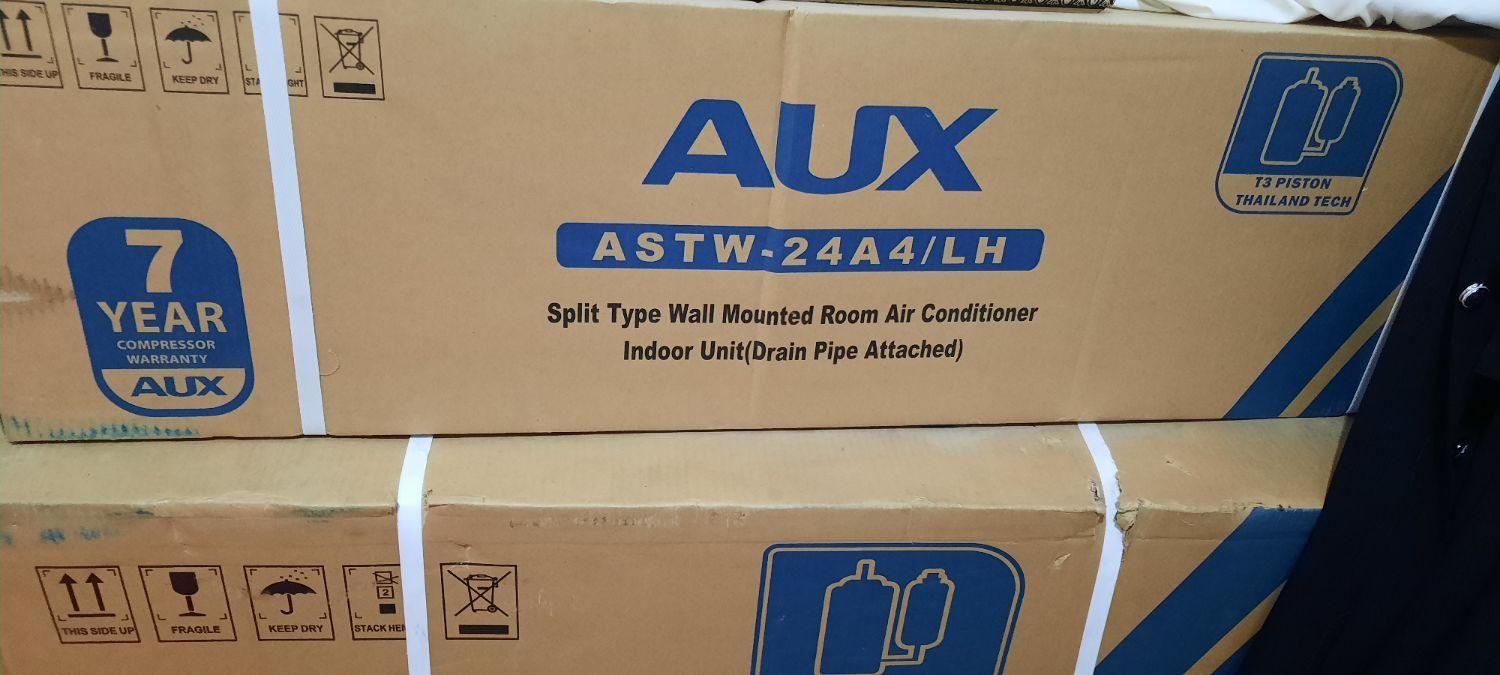 THIS SIDE UP
FRAGILE
KEEP DRY
AUX
T3 PISTON
THAILAND TECH
ASTW-24A4/LH
7
YEAR
COMPRESSOR
WARRANTY
AUX
Split Type Wall Mounted Room Air Conditioner
Indoor Unit(Drain Pipe Attached)
THIS SIDE UP
FRAGILE
KEEP DRY
2
STACK